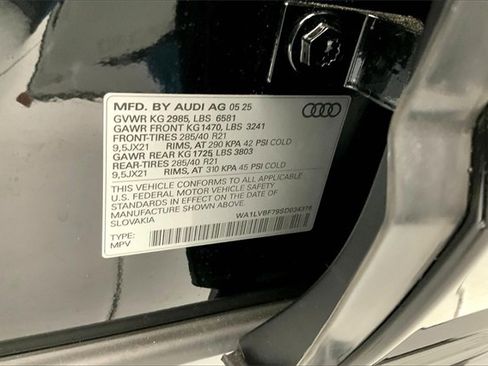 MFD. BY AUDI AG 05 25
GVWR KG 2985, LBS 6581
GAWR FRONT KG 1470, LBS 3241
FRONT-TIRES 285/40 R21
9,5JX21 RIMS, AT 290 KPA 42 PSI COLD
GAWR REAR KG 1725, LBS 3803
REAR-TIRES 285/40 R21
9,5JX21 RIMS, AT 310 KPA 45 PSI COLD
THIS VEHICLE CONFORMS TO ALL APPLICABLE
U.S. FEDERAL MOTOR VEHICLE SAFETY
STANDARDS IN EFFECT ON THE DATE OF
MANUFACTURE SHOWN ABOVE.
SLOVAKIA
WA1LVBF79SD034376
TYPE:
MPV